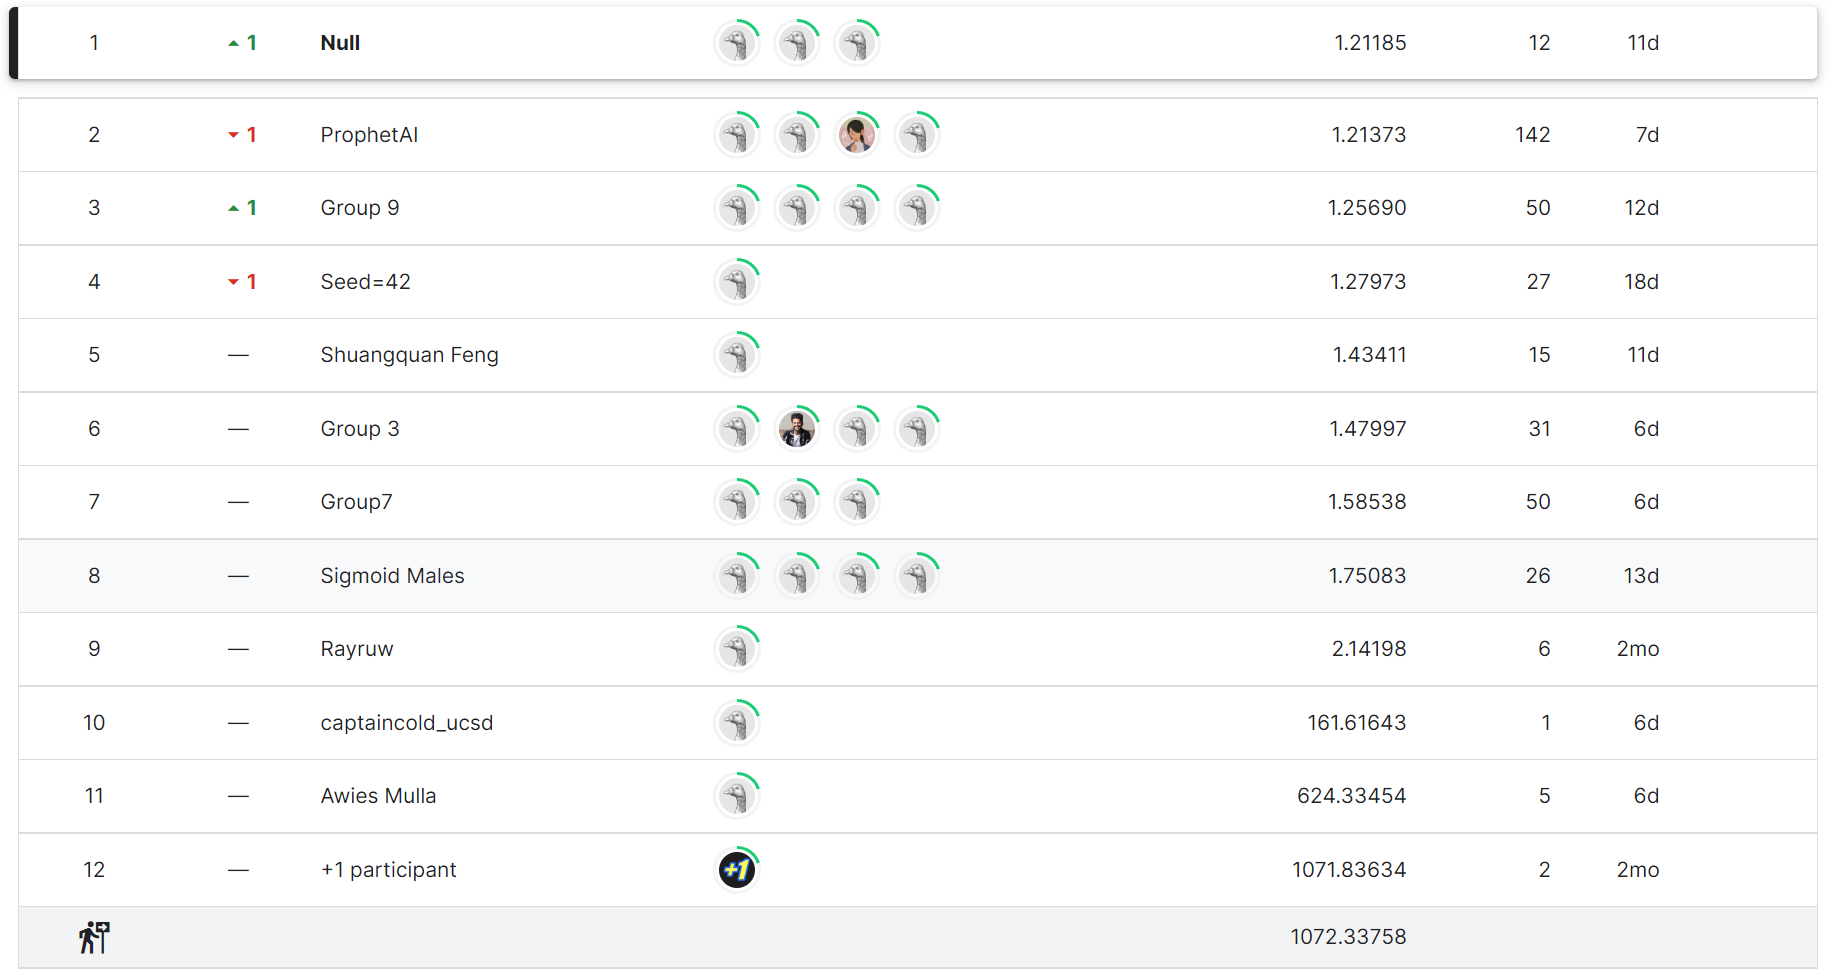 1 1 Null 1.21185 12 11d
2 1 ProphetAI 1.21373 142 7d
3 1 Group 9 1.25690 50 12d
4 1 Seed=42 1.27973 27 18d
5 — Shuangquan Feng 1.43411 15 11d
6 — Group 3 1.47997 31 6d
7 — Group7 1.58538 50 6d
8 — Sigmoid Males 1.75083 26 13d
9 — Rayruw 2.14198 6 2mo
10 — captaincold_ucsd 161.61643 1 6d
11 — Awies Mulla 624.33454 5 6d
12 — +1 participant +1 1071.83634 2 2mo
1072.33758